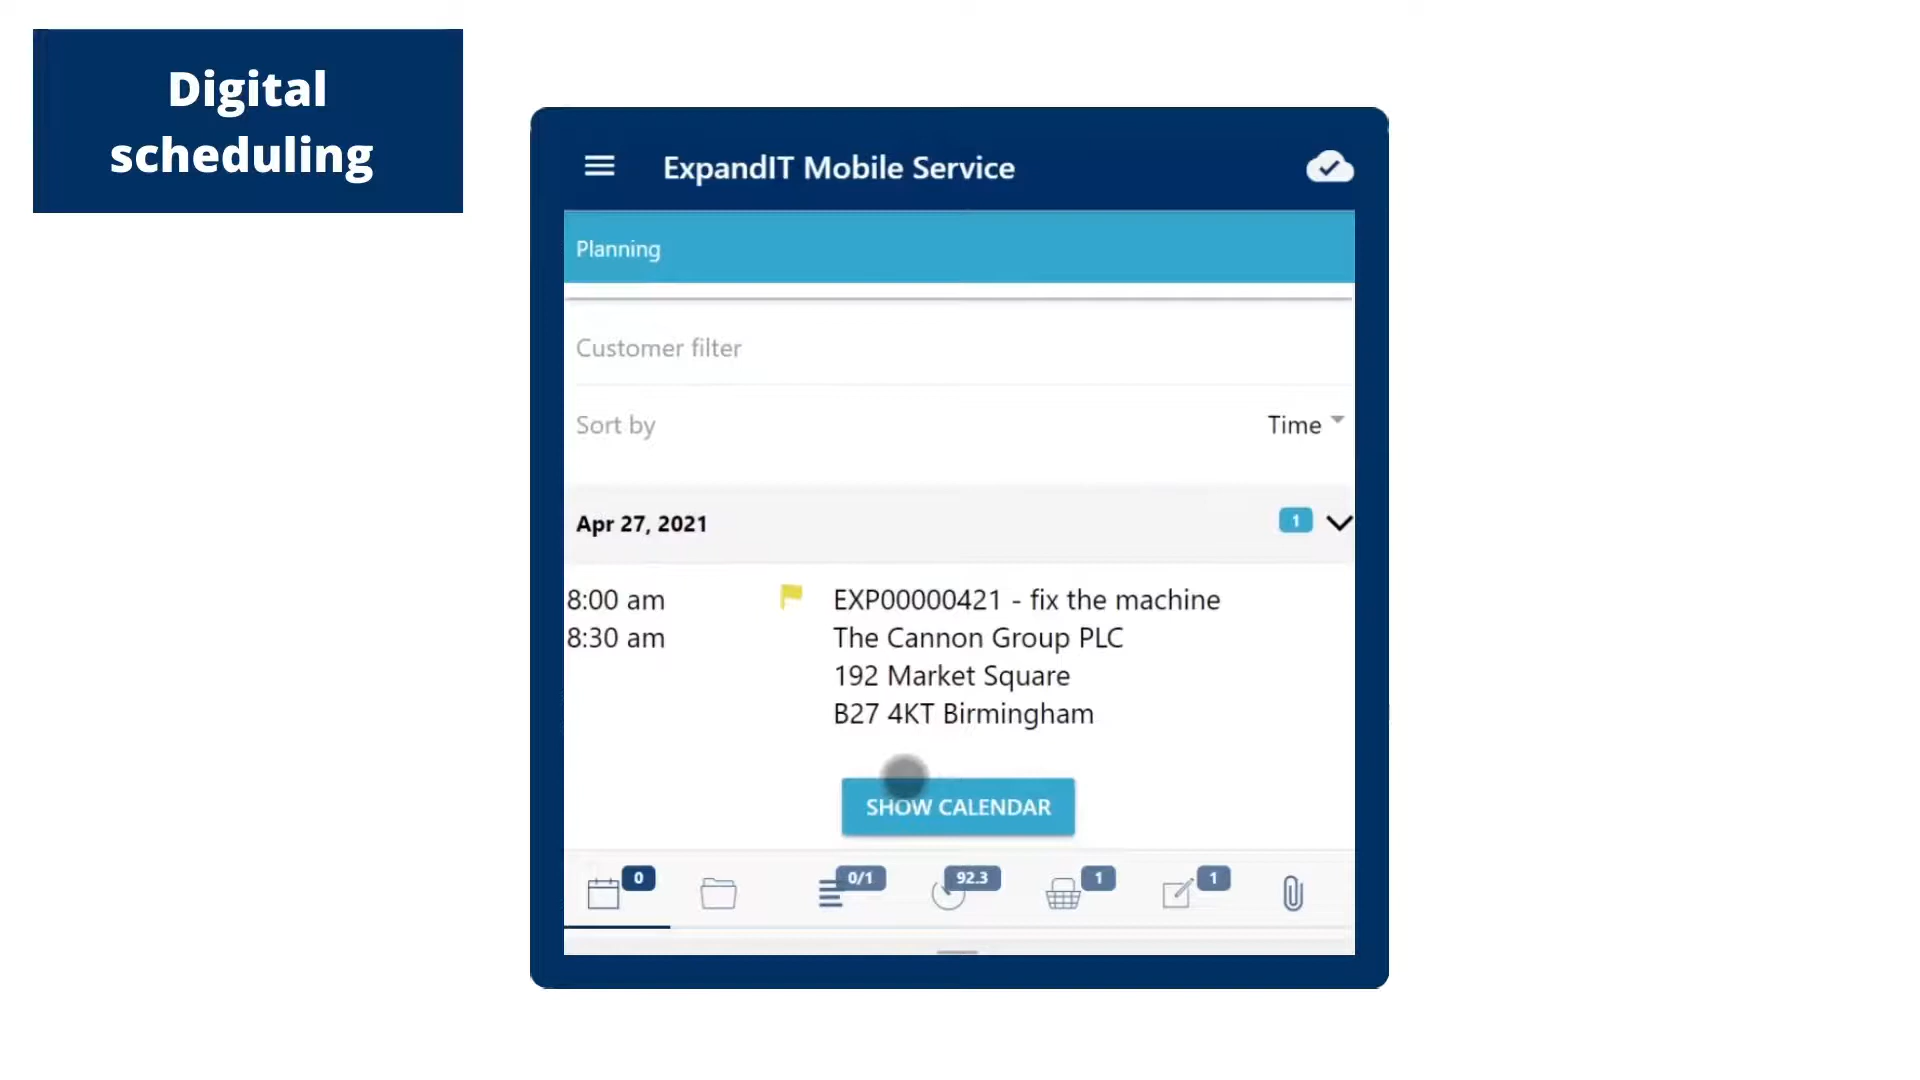 Digital
scheduling
ExpandIT Mobile Service
Planning
Customer filter
Sort by
Time
Apr 27, 2021
1
8:00 am
EXP00000421 - fix the machine
8:30 am
The Cannon Group PLC
192 Market Square
B27 4KT Birmingham
SHOW CALENDAR
0
0/1
92.3
1
1